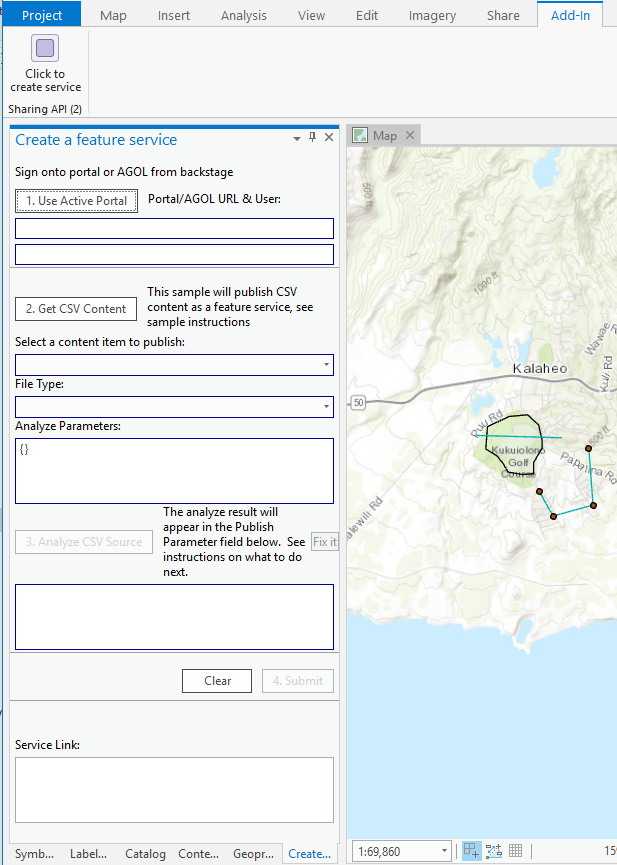 Project Map Insert Analysis View Edit Imagery Share Add-In
Click to
create service
Sharing API (2)
Create a feature service
Map
Sign onto portal or AGOL from backstage
1. Use Active Portal
Portal/AGOL URL & User:
2. Get CSV Content
This sample will publish CSV
content as a feature service, see
sample instructions
Select a content item to publish:
File Type:
Analyze Parameters:
{}
3. Analyze CSV Source
The analyze result will
appear in the Publish
Parameter field below. See
instructions on what to do
next.
Fix it
Clear
4. Submit
Service Link:
Symb... Label... Catalog Conte... Geopr... Create...
500 ft
1000 ft
Wawae
Kuli Rd
Kalaheo
50
Puu Rd
500 ft
Kukuiolono
Golf
Course
Papalina Rd
alewili Rd
1:69,860